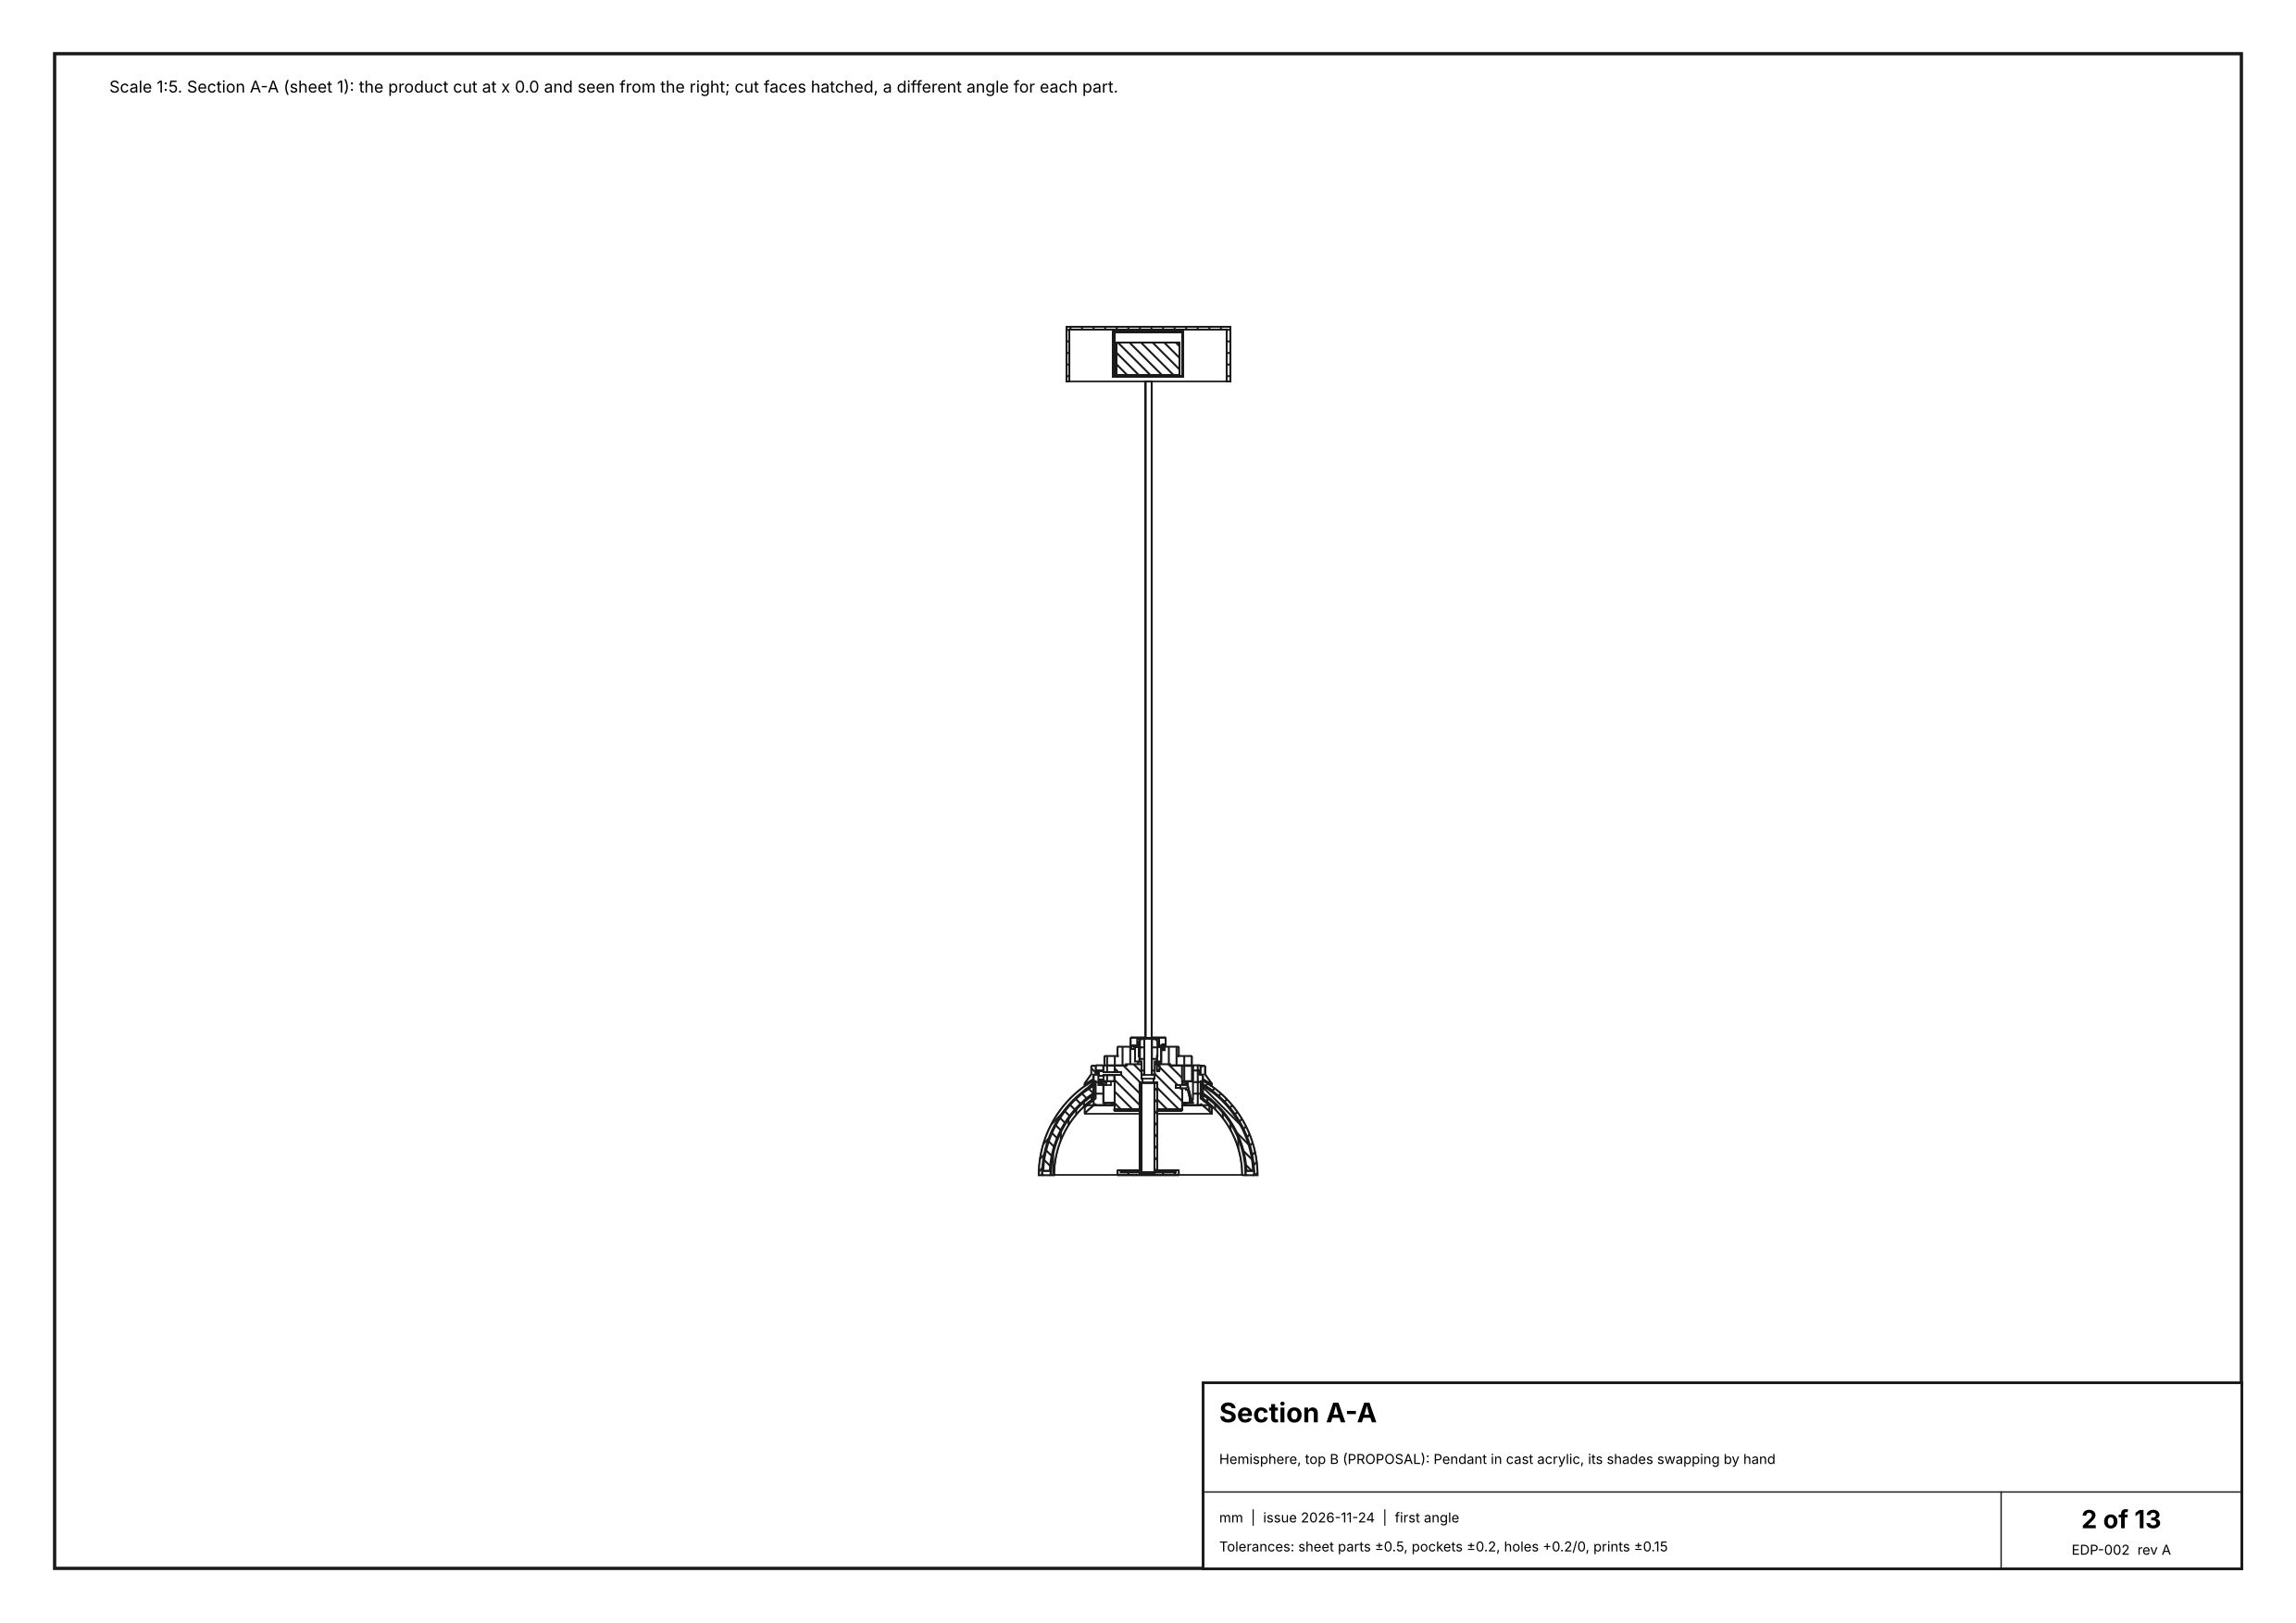 Scale 1:5. Section A-A (sheet 1): the product cut at x 0.0 and seen from the right; cut faces hatched, a different angle for each part.
Section A-A
Hemisphere, top B (PROPOSAL): Pendant in cast acrylic, its shades swapping by hand
mm | issue 2026-11-24 | first angle
Tolerances: sheet parts ±0.5, pockets ±0.2, holes +0.2/0, prints ±0.15
2 of 13
EDP-002 rev A